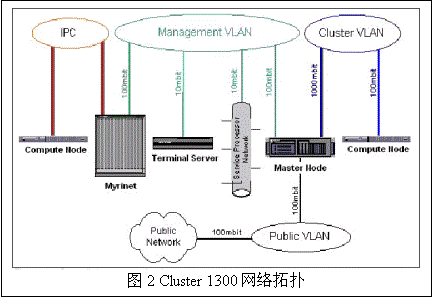 IPC
Management VLAN
Cluster VLAN
100mbit
10mbit
10mbit
100mbit
1000mbit
100mbit
Compute Node
Myrinet
Terminal Server
Service Processor
Network
Master Node
Compute Node
100mbit
Public
Network
100mbit
Public VLAN
图 2 Cluster 1300 网络拓扑